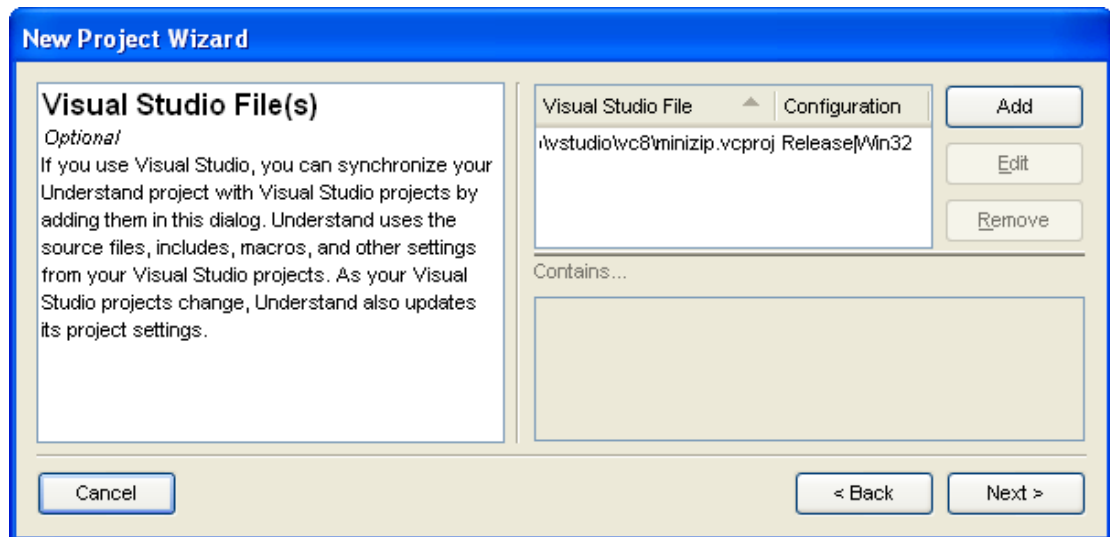 New Project Wizard
Visual Studio File(s)
Optional
If you use Visual Studio, you can synchronize your
Understand project with Visual Studio projects by
adding them in this dialog. Understand uses the
source files, includes, macros, and other settings
from your Visual Studio projects. As your Visual
Studio projects change, Understand also updates
its project settings.
Visual Studio File Configuration
\vstudio\vc8\minizip.vcproj Release|Win32
Add
Edit
Remove
Contains...
Cancel
< Back
Next >